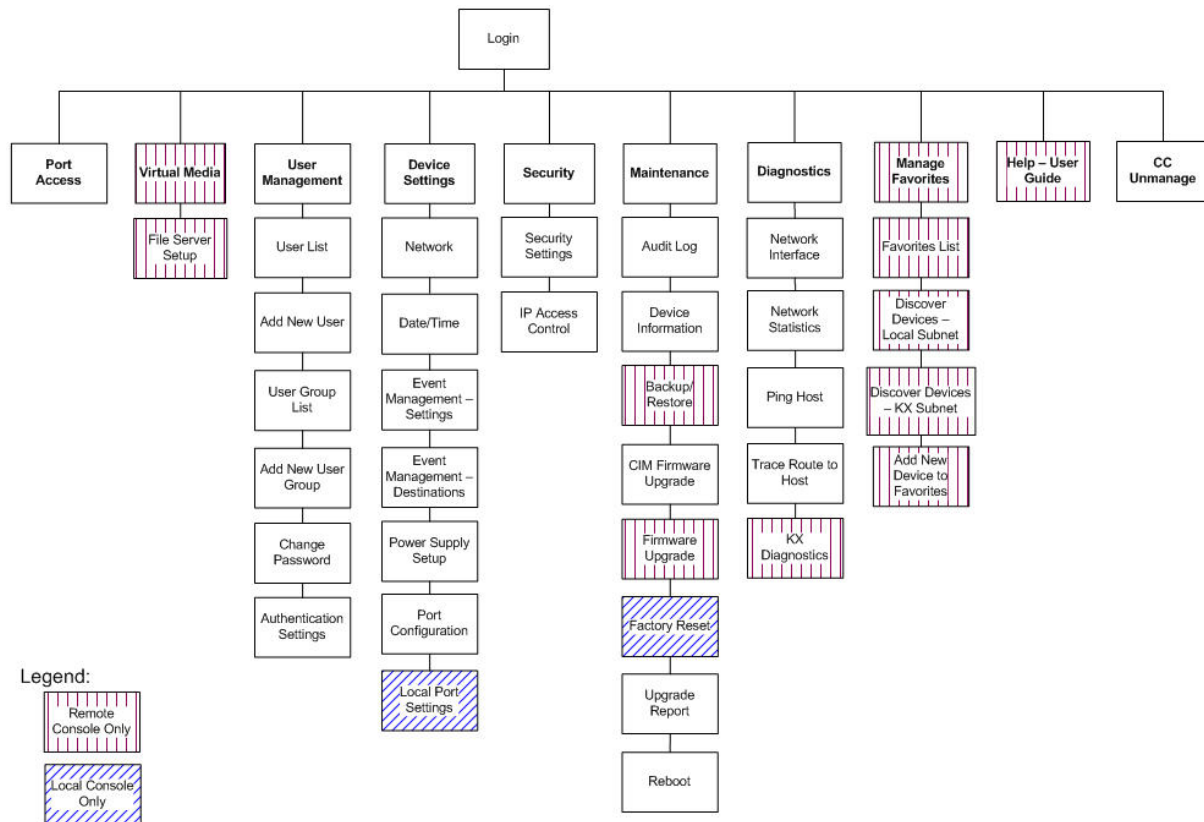 Login
Port
Access
Virtual Media
File Server
Setup
User
Management
User List
Add New User
User Group
List
Add New User
Group
Change
Password
Authentication
Settings
Device
Settings
Network
Date/Time
Event
Management –
Settings
Event
Management –
Destinations
Power Supply
Setup
Port
Configuration
Local Port
Settings
Security
Security
Settings
IP Access
Control
Maintenance
Audit Log
Device
Information
Backup/
Restore
CIM Firmware
Upgrade
Firmware
Upgrade
Factory Reset
Upgrade
Report
Reboot
Diagnostics
Network
Interface
Network
Statistics
Ping Host
Trace Route to
Host
KX
Diagnostics
Manage
Favorites
Favorites List
Discover
Devices –
Local Subnet
Discover Devices
– KX Subnet
Add New
Device to
Favorites
Help – User
Guide
CC
Unmanage
Legend:
Remote
Console Only
Local Console
Only